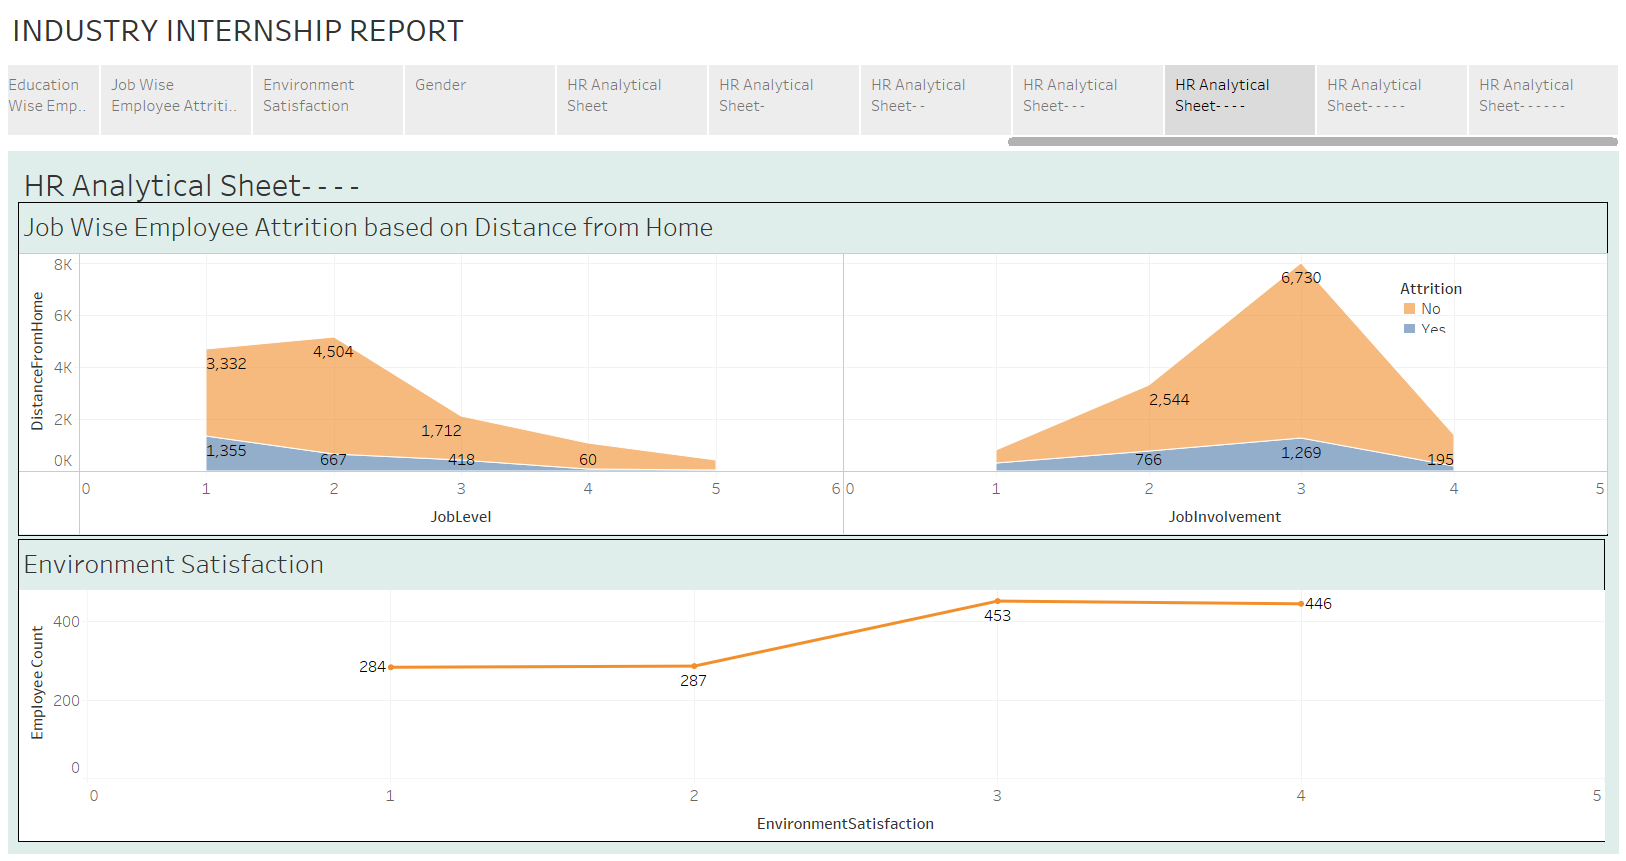 INDUSTRY INTERNSHIP REPORT
Education
Wise Emp..
Job Wise
Employee Attriti..
Environment
Satisfaction
Gender
HR Analytical
Sheet
HR Analytical
Sheet-
HR Analytical
Sheet- -
HR Analytical
Sheet- - -
HR Analytical
Sheet- - - -
HR Analytical
Sheet- - - - -
HR Analytical
Sheet- - - - - -
HR Analytical Sheet- - - -
Job Wise Employee Attrition based on Distance from Home
DistanceFromHome
8K
6K
4K
2K
0K
3,332
4,504
1,712
1,355
667
418
60
0 1 2 3 4 5 6
JobLevel
6,730
2,544
766
1,269
195
0 1 2 3 4 5
JobInvolvement
Attrition
No
Yes
Environment Satisfaction
Employee Count
400
200
0
284
287
453
446
0 1 2 3 4 5
EnvironmentSatisfaction